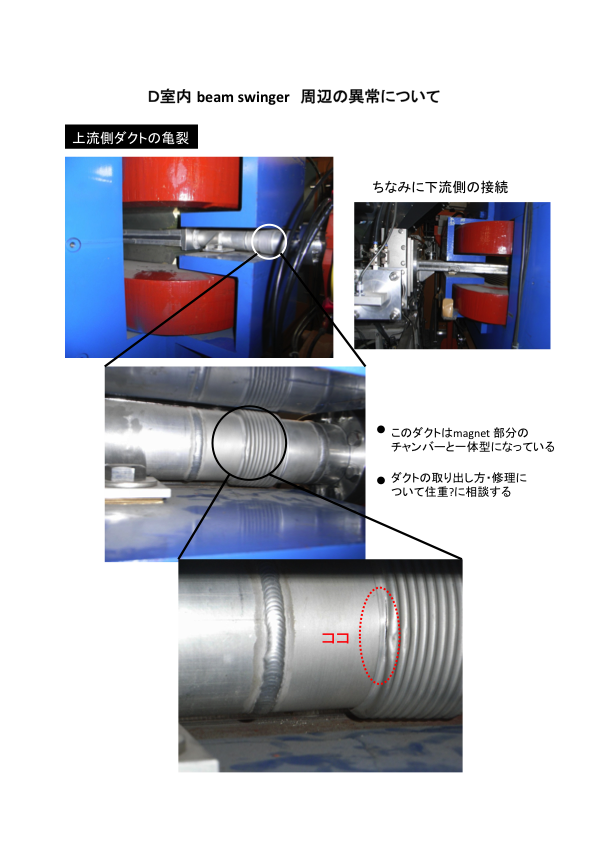 D室内 beam swinger 周辺の異常について
上流側ダクトの亀裂
ちなみに下流側の接続
● このダクトはmagnet 部分の
チャンバーと一体型になっている
● ダクトの取り出し方・修理に
ついて住重?に相談する
ココ